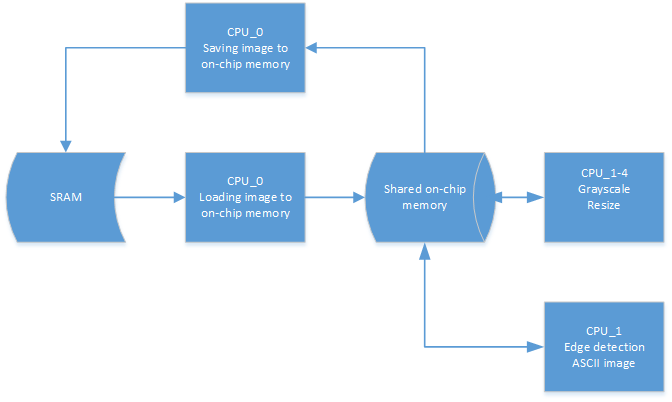 CPU_0
Saving image to
on-chip memory
SRAM
CPU_0
Loading image to
on-chip memory
Shared on-chip
memory
CPU_1-4
Grayscale
Resize
CPU_1
Edge detection
ASCII image